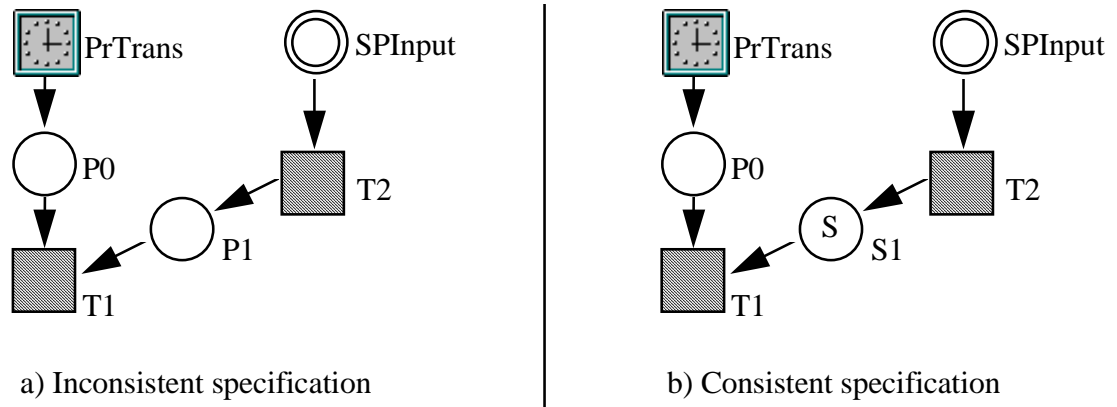 PrTrans
SPInput
P0
T2
P1
T1
a) Inconsistent specification
PrTrans
SPInput
P0
T2
S
S1
T1
b) Consistent specification